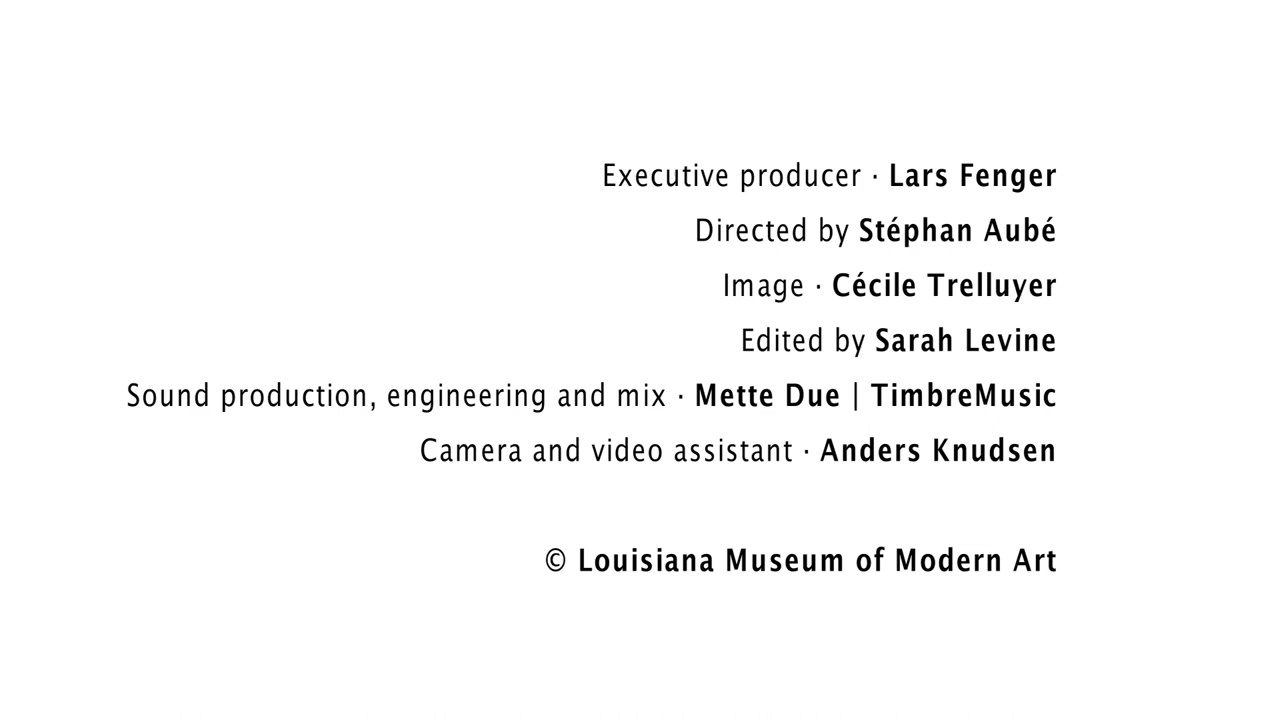 Executive producer · Lars Fenger
Directed by Stéphan Aubé
Image · Cécile Trelluyer
Edited by Sarah Levine
Sound production, engineering and mix · Mette Due | TimbreMusic
Camera and video assistant · Anders Knudsen
© Louisiana Museum of Modern Art